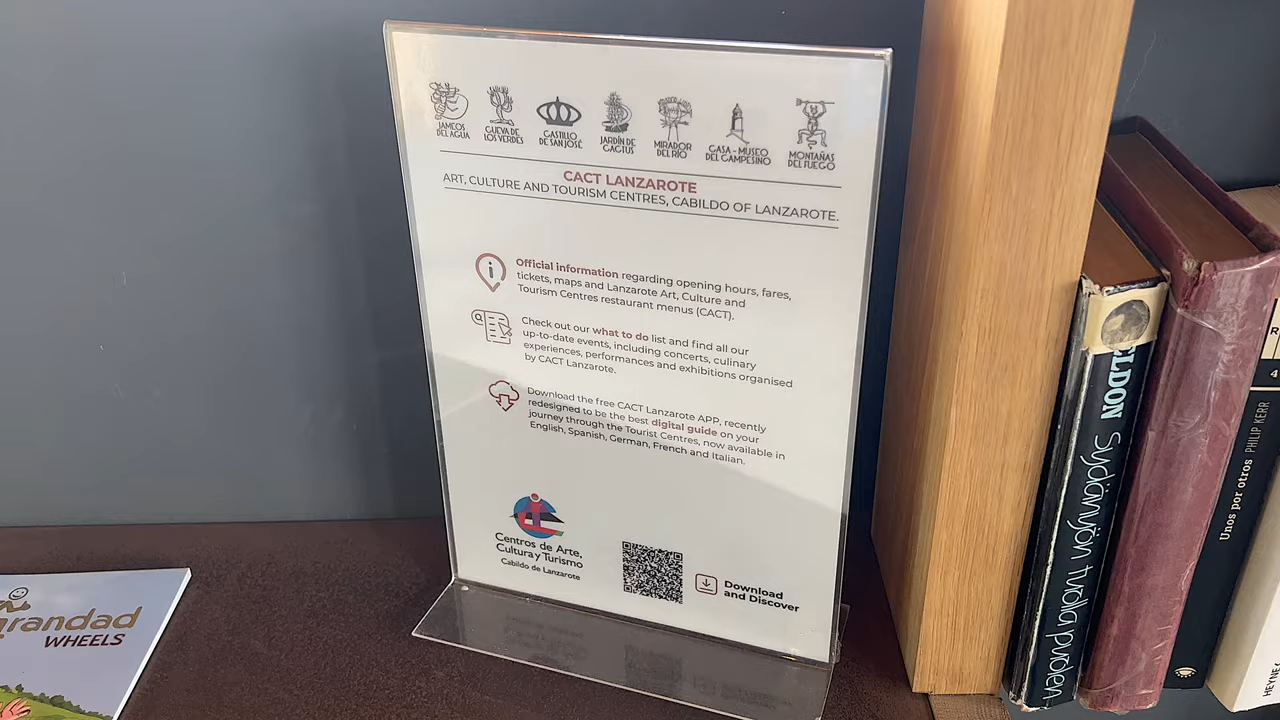 JAMEOS
DEL AGUA
CUEVA DE
LOS VERDES
CASTILLO
DE SAN JOSÉ
JARDÍN DE
CACTUS
MIRADOR
DEL RÍO
CASA-MUSEO
DEL CAMPESINO
MONTAÑAS
DEL FUEGO
CACT LANZAROTE
ART, CULTURE AND TOURISM CENTRES, CABILDO OF LANZAROTE.
Official information regarding opening hours, fares,
tickets, maps and Lanzarote Art, Culture and
Tourism Centres restaurant menus (CACT).
Check out our what to do list and find all our
up-to-date events, including concerts, culinary
experiences, performances and exhibitions organised
by CACT Lanzarote.
Download the free CACT Lanzarote APP, recently
redesigned to be the best digital guide on your
journey through the Tourist Centres, now available in
English, Spanish, German, French and Italian.
Centros de Arte,
Cultura y Turismo
Cabildo de Lanzarote
Download
and Discover
randad
WHEELS
ELDON Sydämyön tuolla puolen
Unos por otros PHILIP KERR
HEYNE